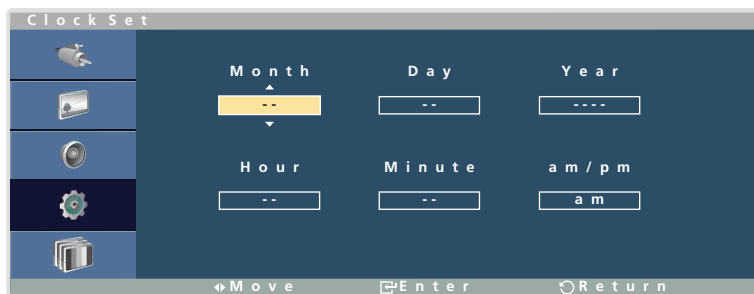 Clock Set
Month Day Year
-- -- ----
Hour Minute am/pm
-- -- am
Move Enter Return